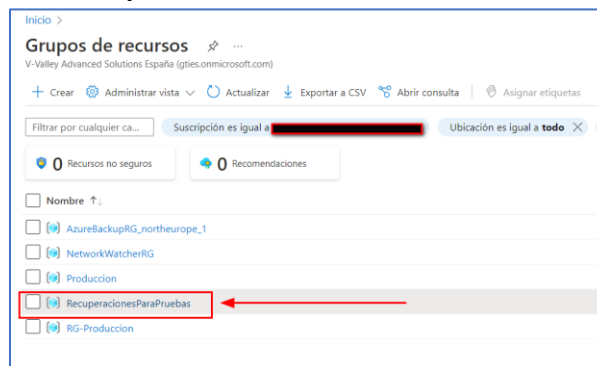 Inicio >
Grupos de recursos ...
V-Valley Advanced Solutions España (gties.onmicrosoft.com)
+ Crear Administrar vista Actualizar Exportar a CSV Abrir consulta Asignar etiquetas
Filtrar por cualquier ca... Suscripción es igual a Ubicación es igual a todo ×
0 Recursos no seguros 0 Recomendaciones
Nombre ↑↓
AzureBackupRG_northeurope_1
NetworkWatcherRG
Produccion
RecuperacionesParaPruebas
RG-Produccion